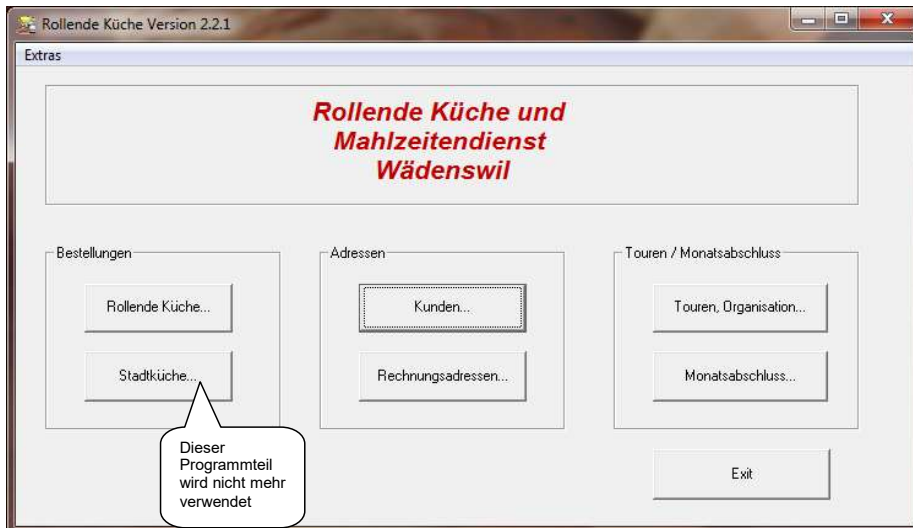 Rollende Küche Version 2.2.1
Extras
Rollende Küche und
Mahlzeitendienst
Wädenswil
Bestellungen
Rollende Küche...
Stadtküche...
Dieser
Programmteil
wird nicht mehr
verwendet
Adressen
Kunden...
Rechnungsadressen...
Touren / Monatsabschluss
Touren, Organisation...
Monatsabschluss...
Exit